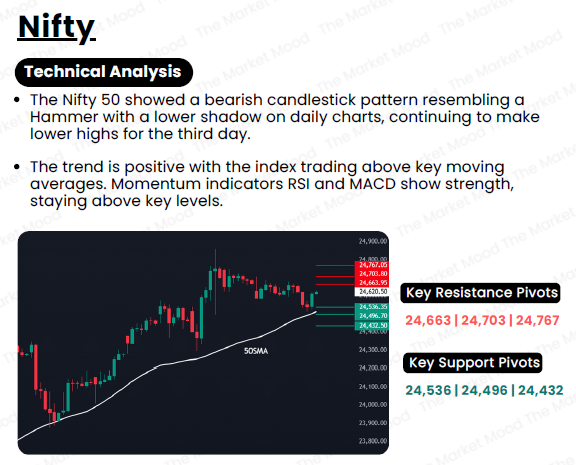 Nifty
Technical Analysis
• The Nifty 50 showed a bearish candlestick pattern resembling a
Hammer with a lower shadow on daily charts, continuing to make
lower highs for the third day.
• The trend is positive with the index trading above key moving
averages. Momentum indicators RSI and MACD show strength,
staying above key levels.
24,900.00
24,800.00
24,767.05
24,703.80
24,663.95
24,620.50
24,536.35
24,496.70
24,432.50
24,300.00
24,200.00
24,100.00
24,000.00
23,900.00
23,800.00
50SMA
Key Resistance Pivots
24,663 | 24,703 | 24,767
Key Support Pivots
24,536 | 24,496 | 24,432
The Market Mood